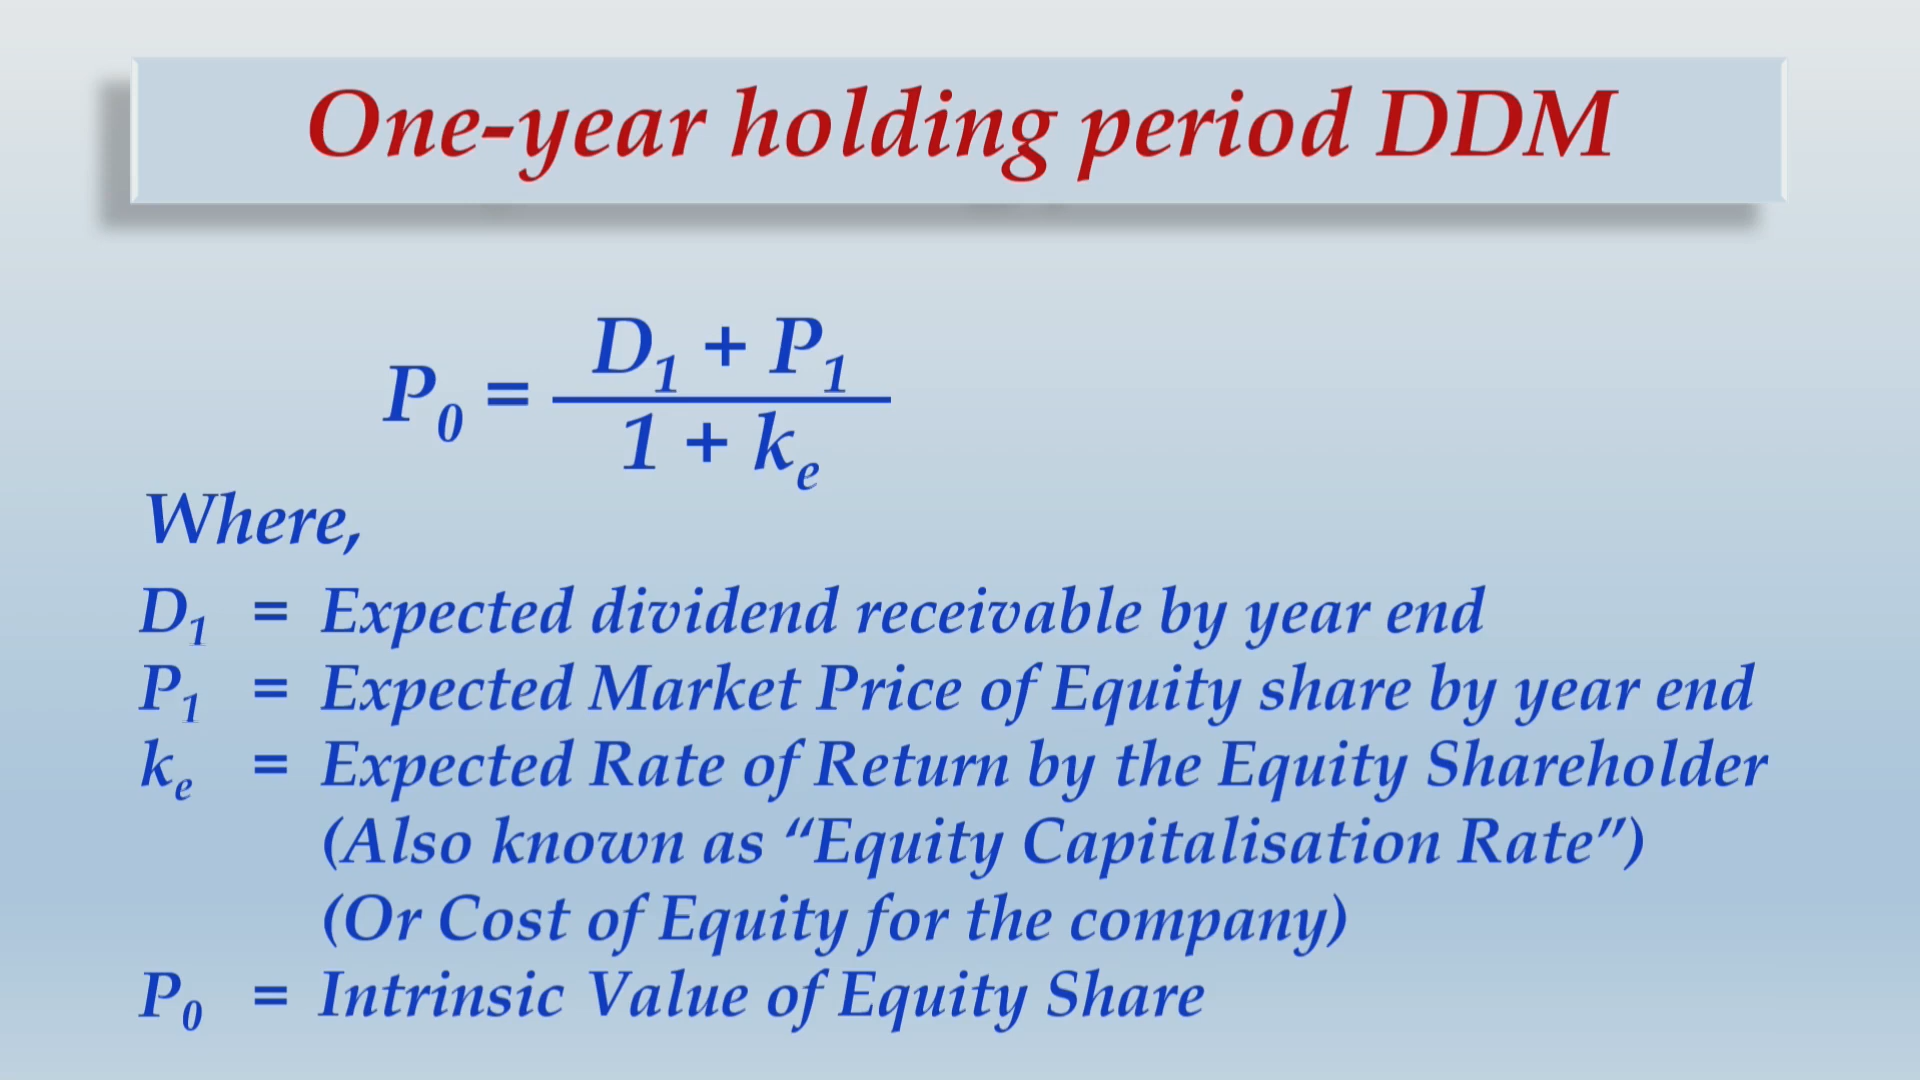 One-year holding period DDM
P₀ = (D₁ + P₁) / (1 + kₑ)
Where,
D₁ = Expected dividend receivable by year end
P₁ = Expected Market Price of Equity share by year end
kₑ = Expected Rate of Return by the Equity Shareholder
(Also known as “Equity Capitalisation Rate”)
(Or Cost of Equity for the company)
P₀ = Intrinsic Value of Equity Share